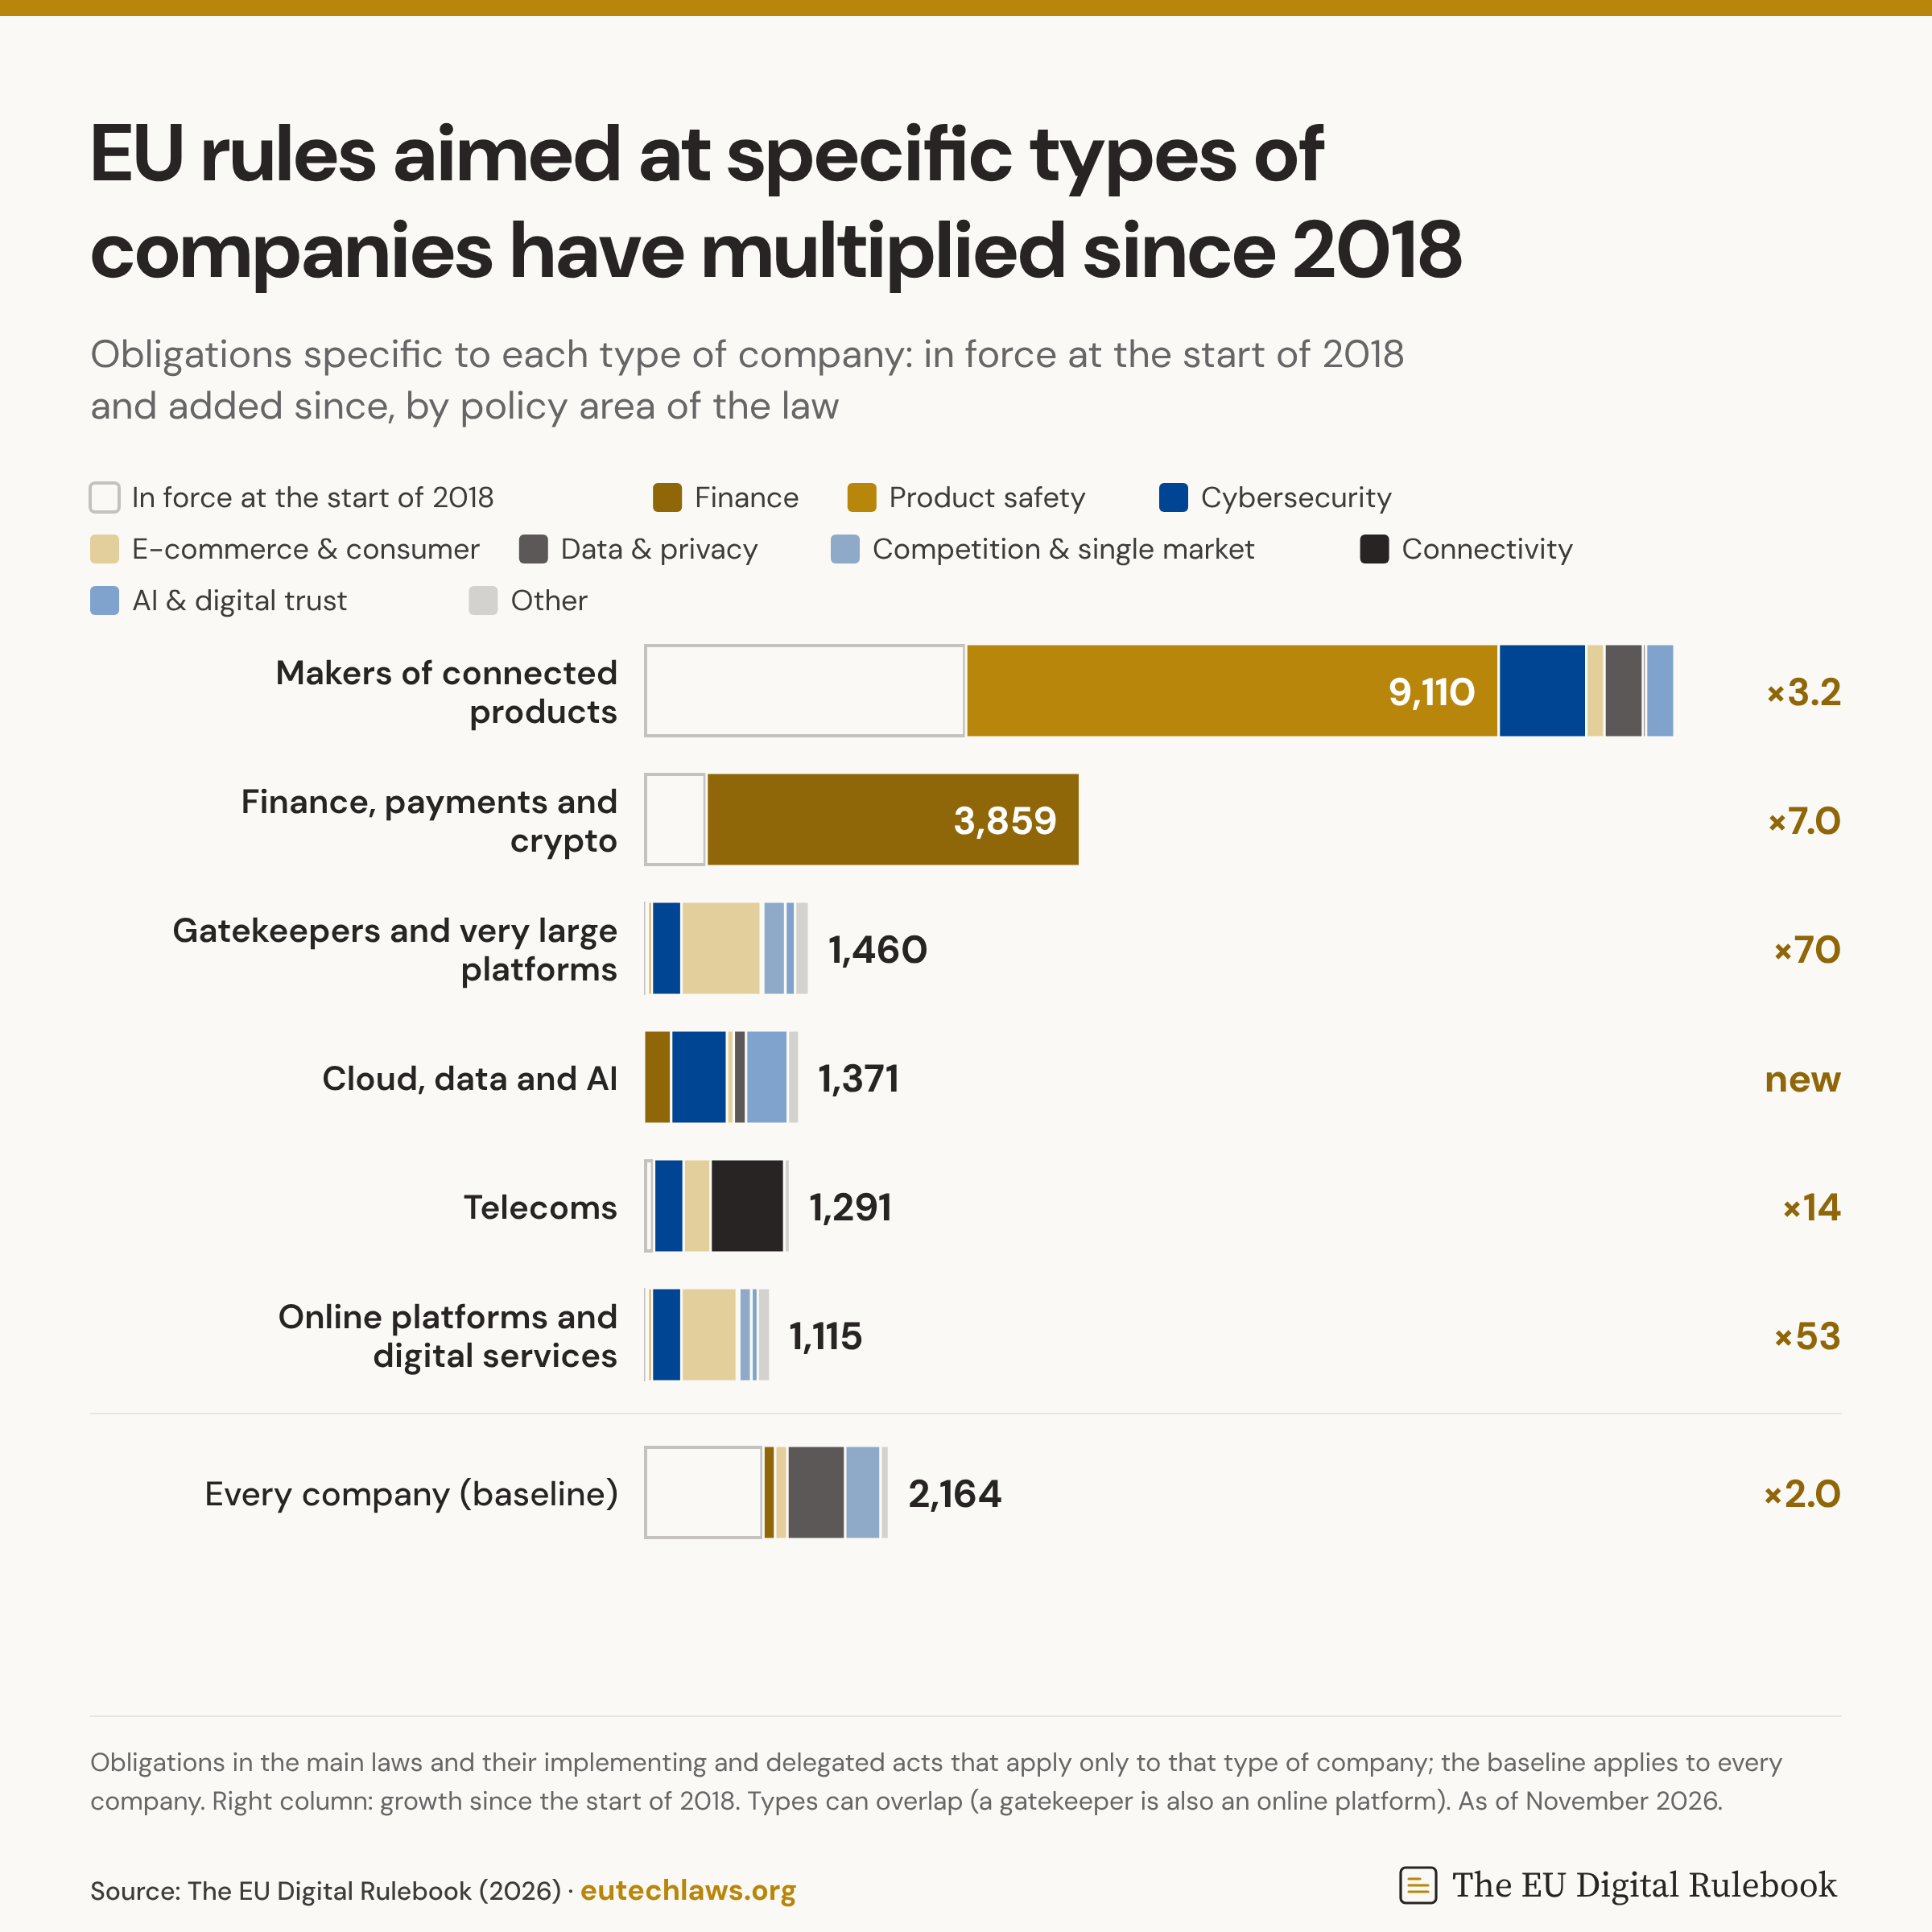 EU rules aimed at specific types of
companies have multiplied since 2018
Obligations specific to each type of company: in force at the start of 2018
and added since, by policy area of the law
In force at the start of 2018 Finance Product safety Cybersecurity
E-commerce & consumer Data & privacy Competition & single market Connectivity
AI & digital trust Other
Makers of connected
products
9,110
×3.2
Finance, payments and
crypto
3,859
×7.0
Gatekeepers and very large
platforms
1,460
×70
Cloud, data and AI
1,371
new
Telecoms
1,291
×14
Online platforms and
digital services
1,115
×53
Every company (baseline)
2,164
×2.0
Obligations in the main laws and their implementing and delegated acts that apply only to that type of company; the baseline applies to every
company. Right column: growth since the start of 2018. Types can overlap (a gatekeeper is also an online platform). As of November 2026.
Source: The EU Digital Rulebook (2026) · eutechlaws.org
The EU Digital Rulebook